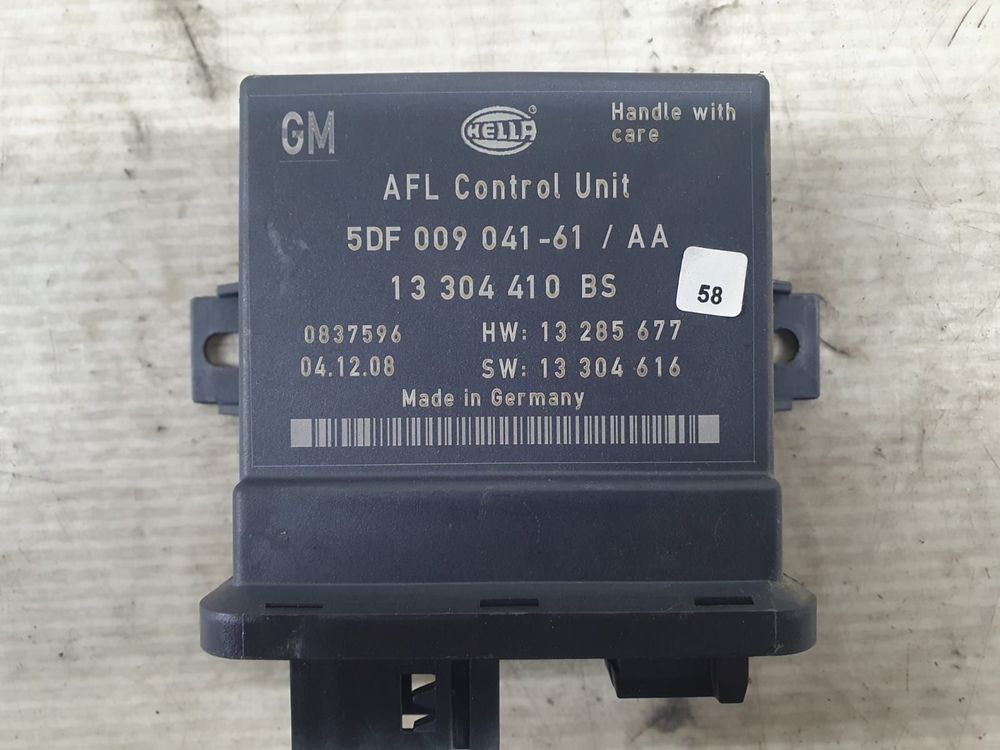 GM
HELLA
Handle with
care
AFL Control Unit
5DF 009 041-61 / AA
13 304 410 BS
58
0837596
HW: 13 285 677
04.12.08
SW: 13 304 616
Made in Germany